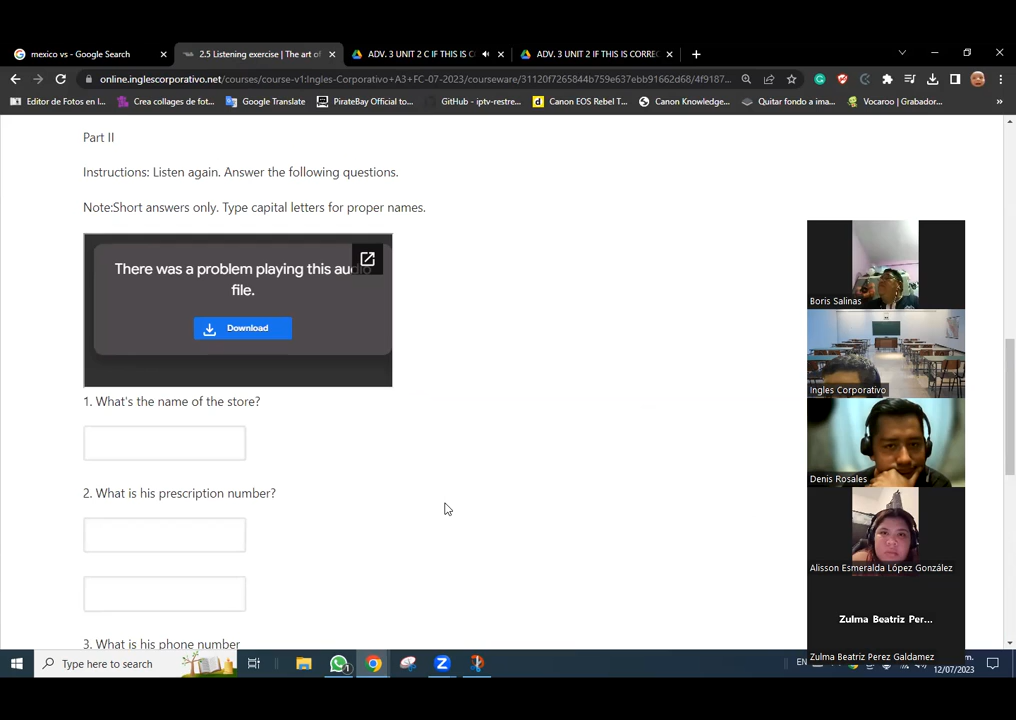 mexico vs - Google Search
2.5 Listening exercise | The art of
ADV. 3 UNIT 2 C IF THIS IS C
ADV. 3 UNIT 2 IF THIS IS CORREC
online.inglescorporativo.net/courses/course-v1:Ingles-Corporativo+A3+FC-07-2023/courseware/31120f7265844b759e637ebb91662d68/4f9187...
Editor de Fotos en l...
Crea collages de fot...
Google Translate
PirateBay Official to...
GitHub - iptv-restre...
Canon EOS Rebel T...
Canon Knowledge...
Quitar fondo a ima...
Vocaroo | Grabador...
Part II
Instructions: Listen again. Answer the following questions.
Note:Short answers only. Type capital letters for proper names.
There was a problem playing this audio
file.
Download
1. What's the name of the store?
2. What is his prescription number?
3. What is his phone number
Boris Salinas
Ingles Corporativo
Denis Rosales
Alisson Esmeralda López González
Zulma Beatriz Per...
Zulma Beatriz Perez Galdamez
Type here to search
12/07/2023